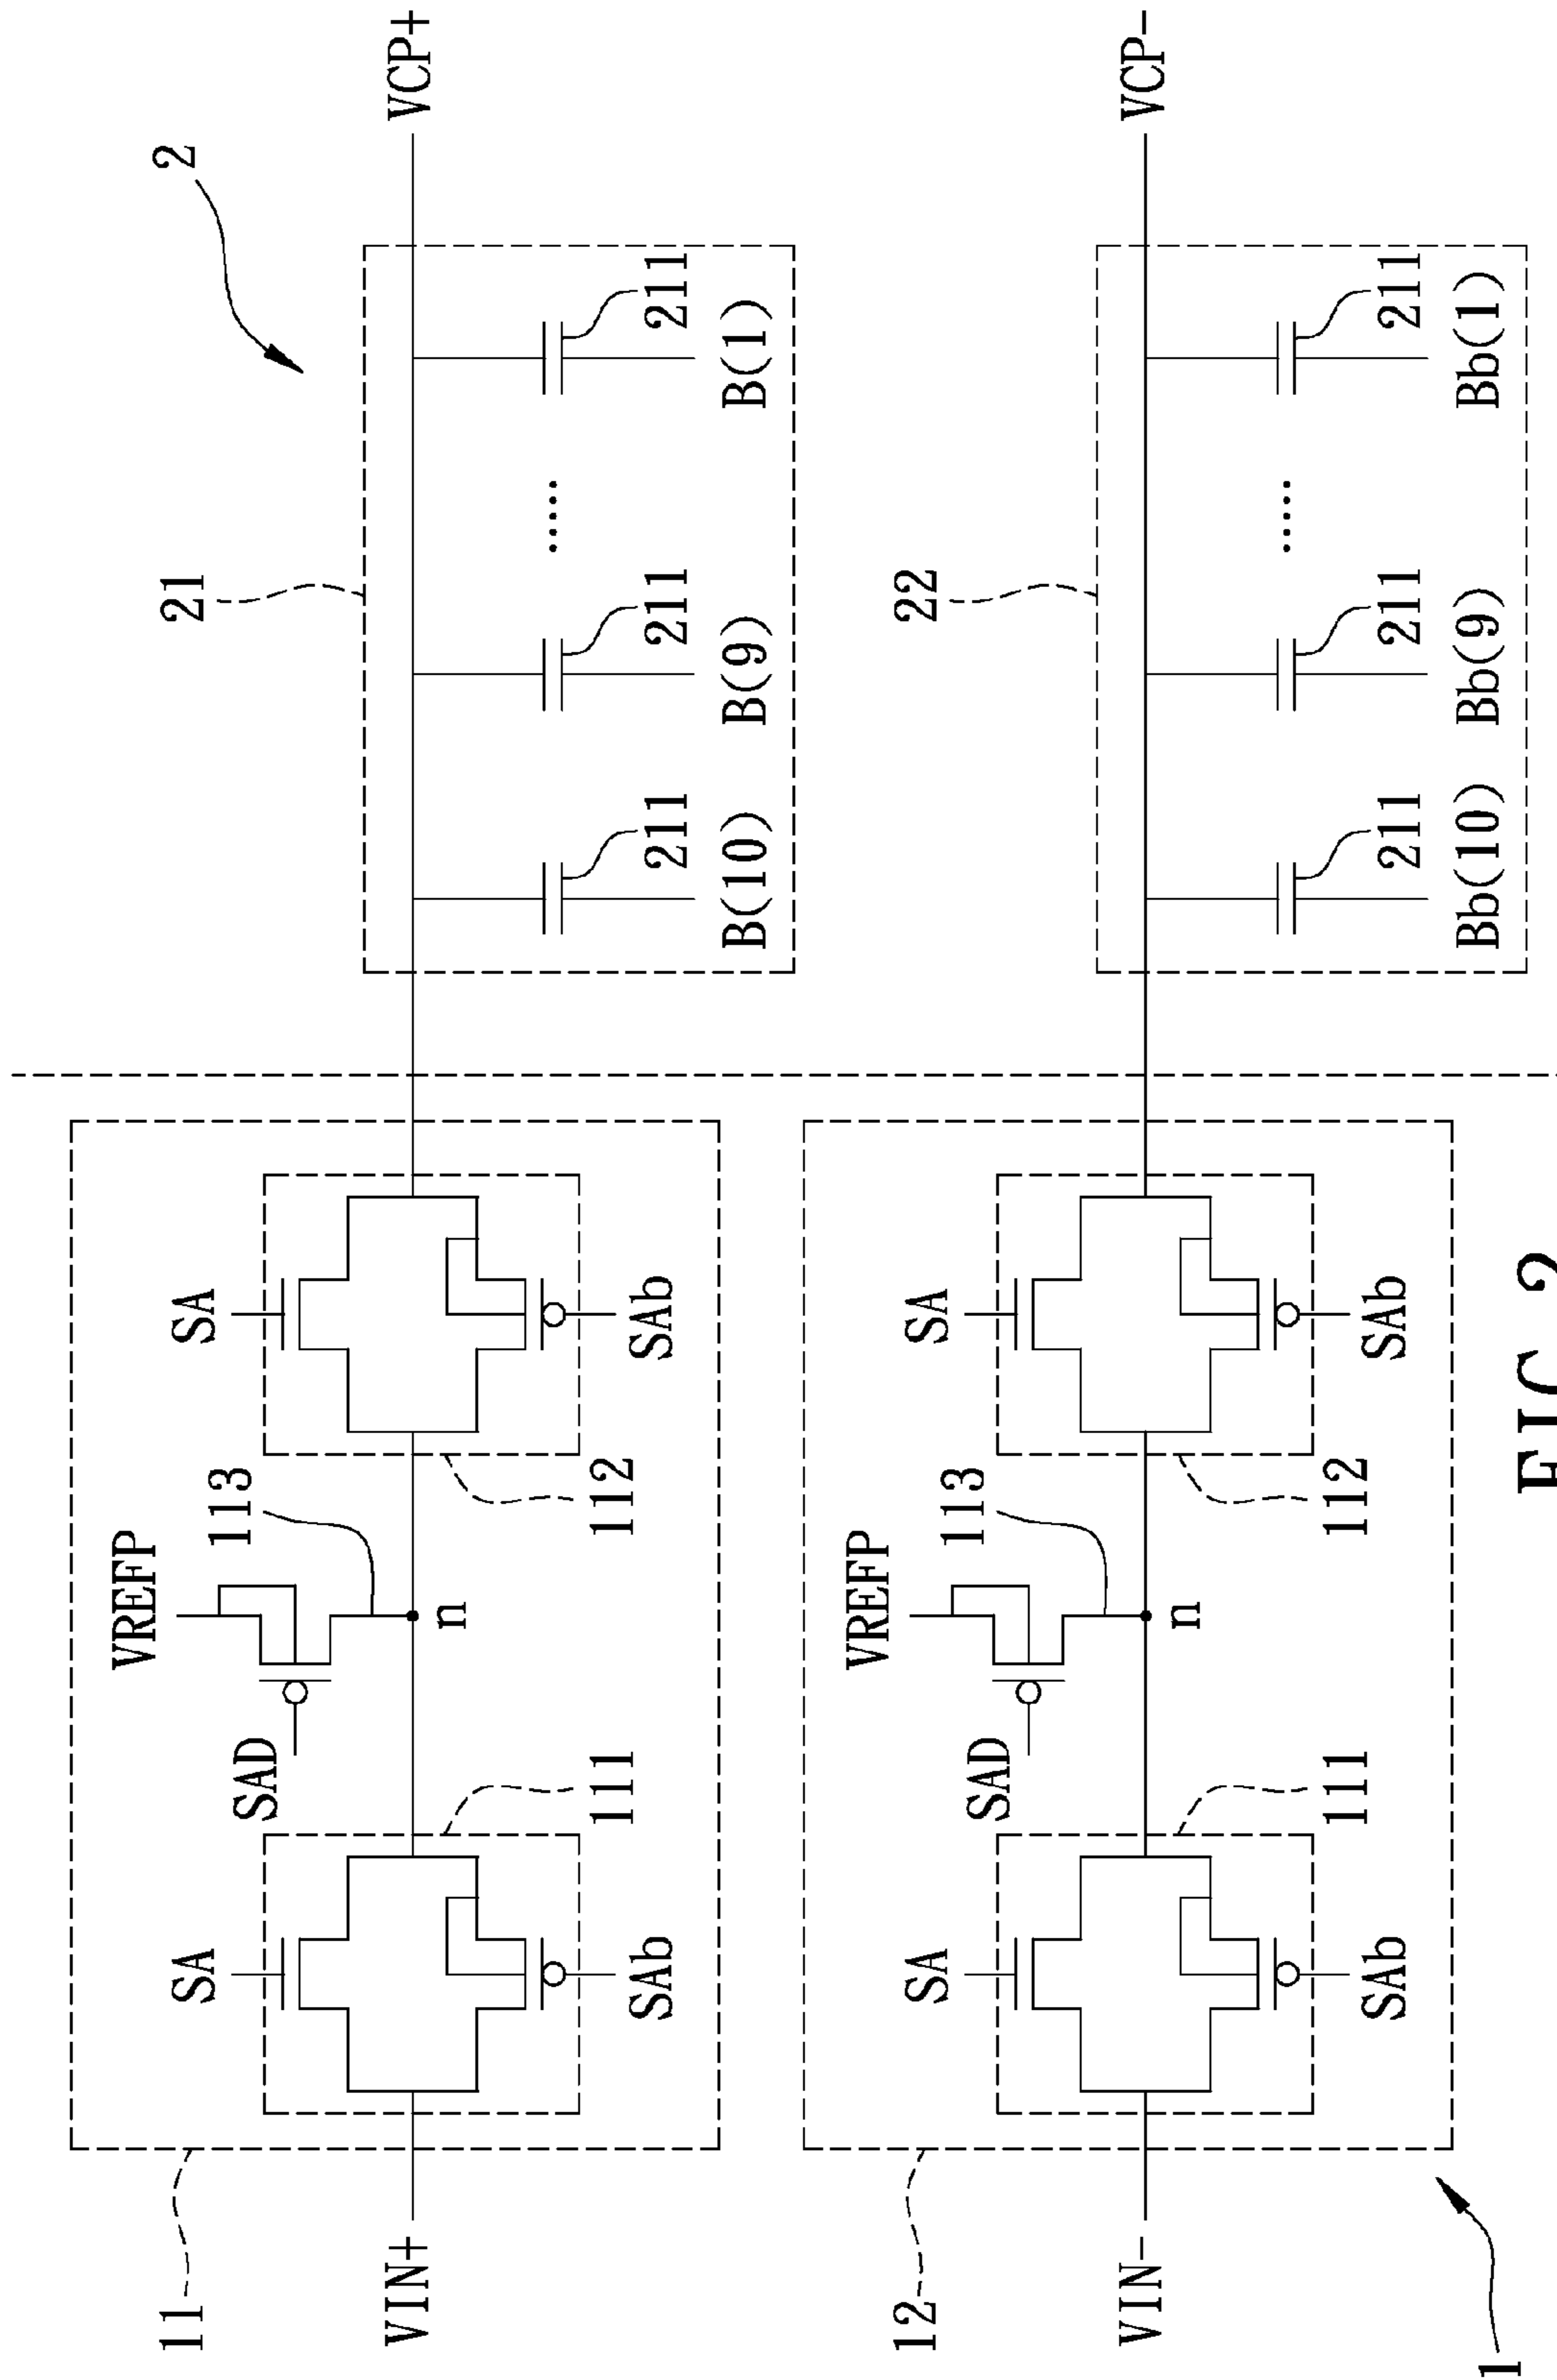 2
21
VCP+
211
211
211
B(10)
B(9)
B(1)
11
VREFP
113
SA
SAD
SA
VIN+
n
111
112
SAb
SAb
22
VCP-
211
211
211
Bb(10)
Bb(9)
Bb(1)
12
VREFP
113
SA
SAD
SA
VIN-
n
111
112
SAb
SAb
1